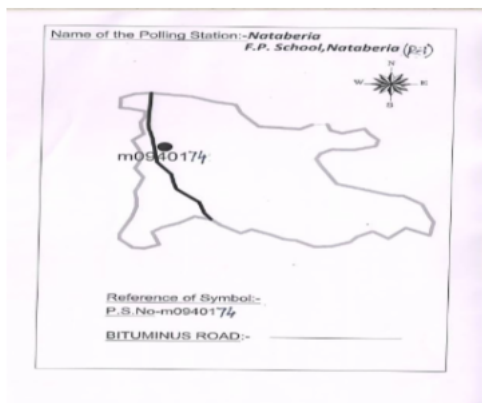 Name of the Polling Station:-Nataberia
F.P. School,Nataberia
N
W
E
S
m0940174
Reference of Symbol:-
P.S.No-m0940174
BITUMINUS ROAD:-